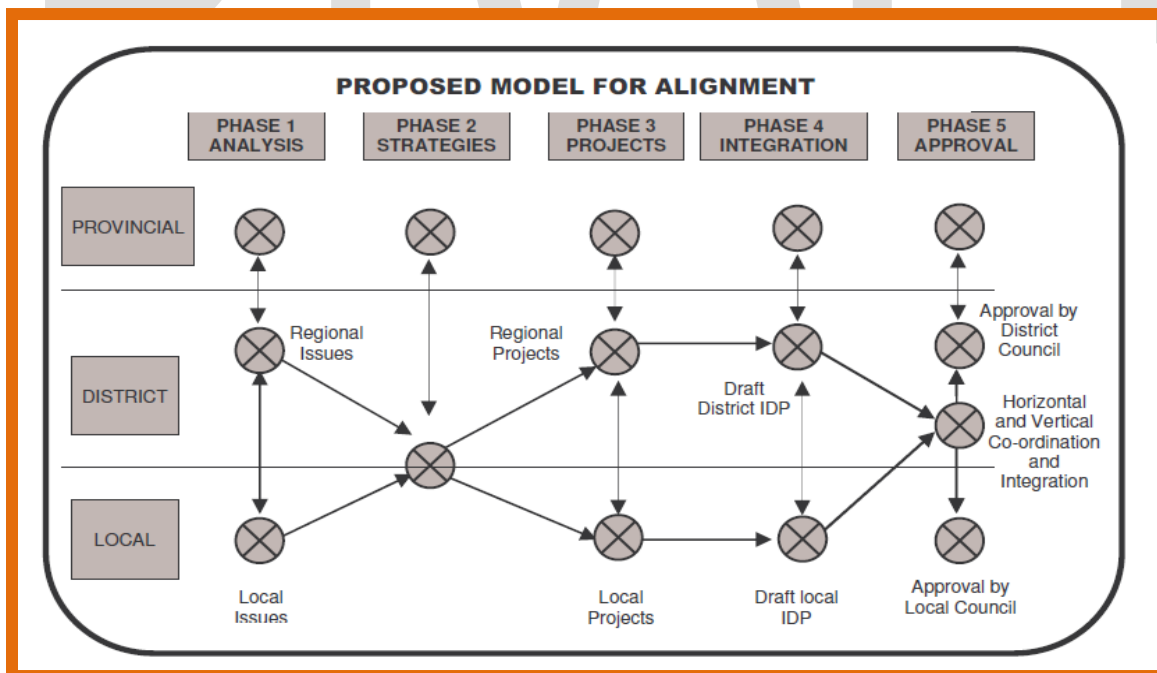 PROPOSED MODEL FOR ALIGNMENT
PHASE 1
ANALYSIS
PHASE 2
STRATEGIES
PHASE 3
PROJECTS
PHASE 4
INTEGRATION
PHASE 5
APPROVAL
PROVINCIAL
DISTRICT
Regional
Issues
Regional
Projects
Draft
District IDP
Approval by
District
Council
Horizontal
and Vertical
Co-ordination
and
Integration
LOCAL
Local
Issues
Local
Projects
Draft local
IDP
Approval by
Local Council